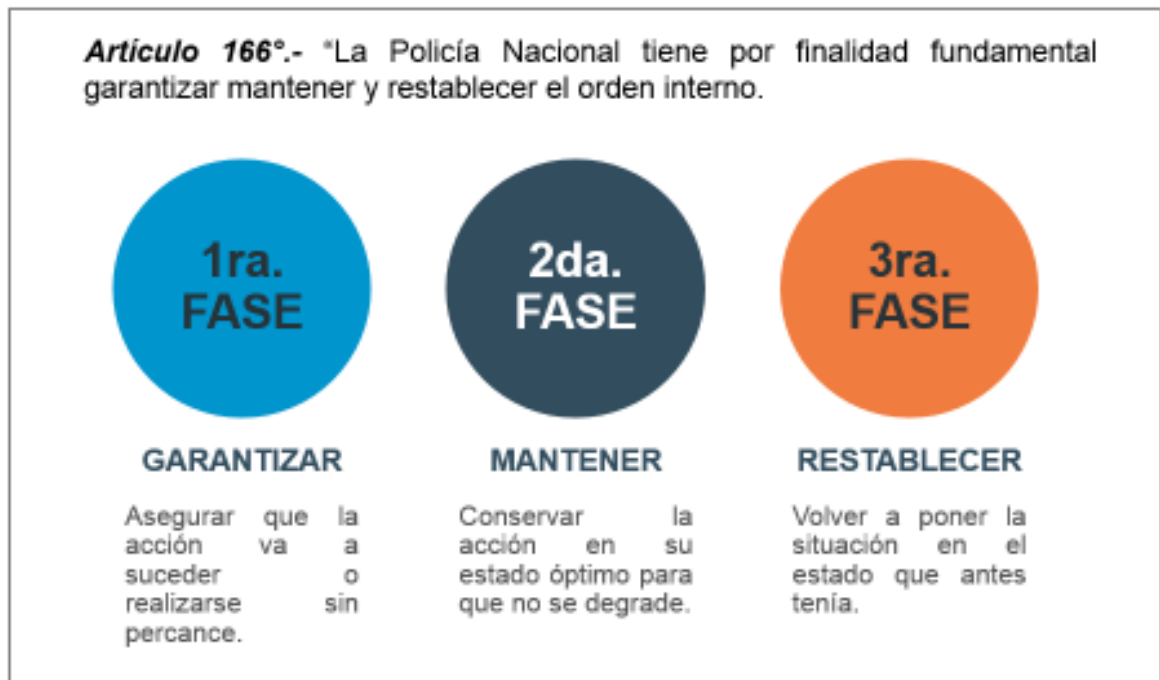 Artículo 166°.- “La Policía Nacional tiene por finalidad fundamental
garantizar mantener y restablecer el orden interno.
1ra.
FASE
2da.
FASE
3ra.
FASE
GARANTIZAR
Asegurar que la
acción va a
suceder o
realizarse sin
percance.
MANTENER
Conservar la
acción en su
estado óptimo para
que no se degrade.
RESTABLECER
Volver a poner la
situación en el
estado que antes
tenía.